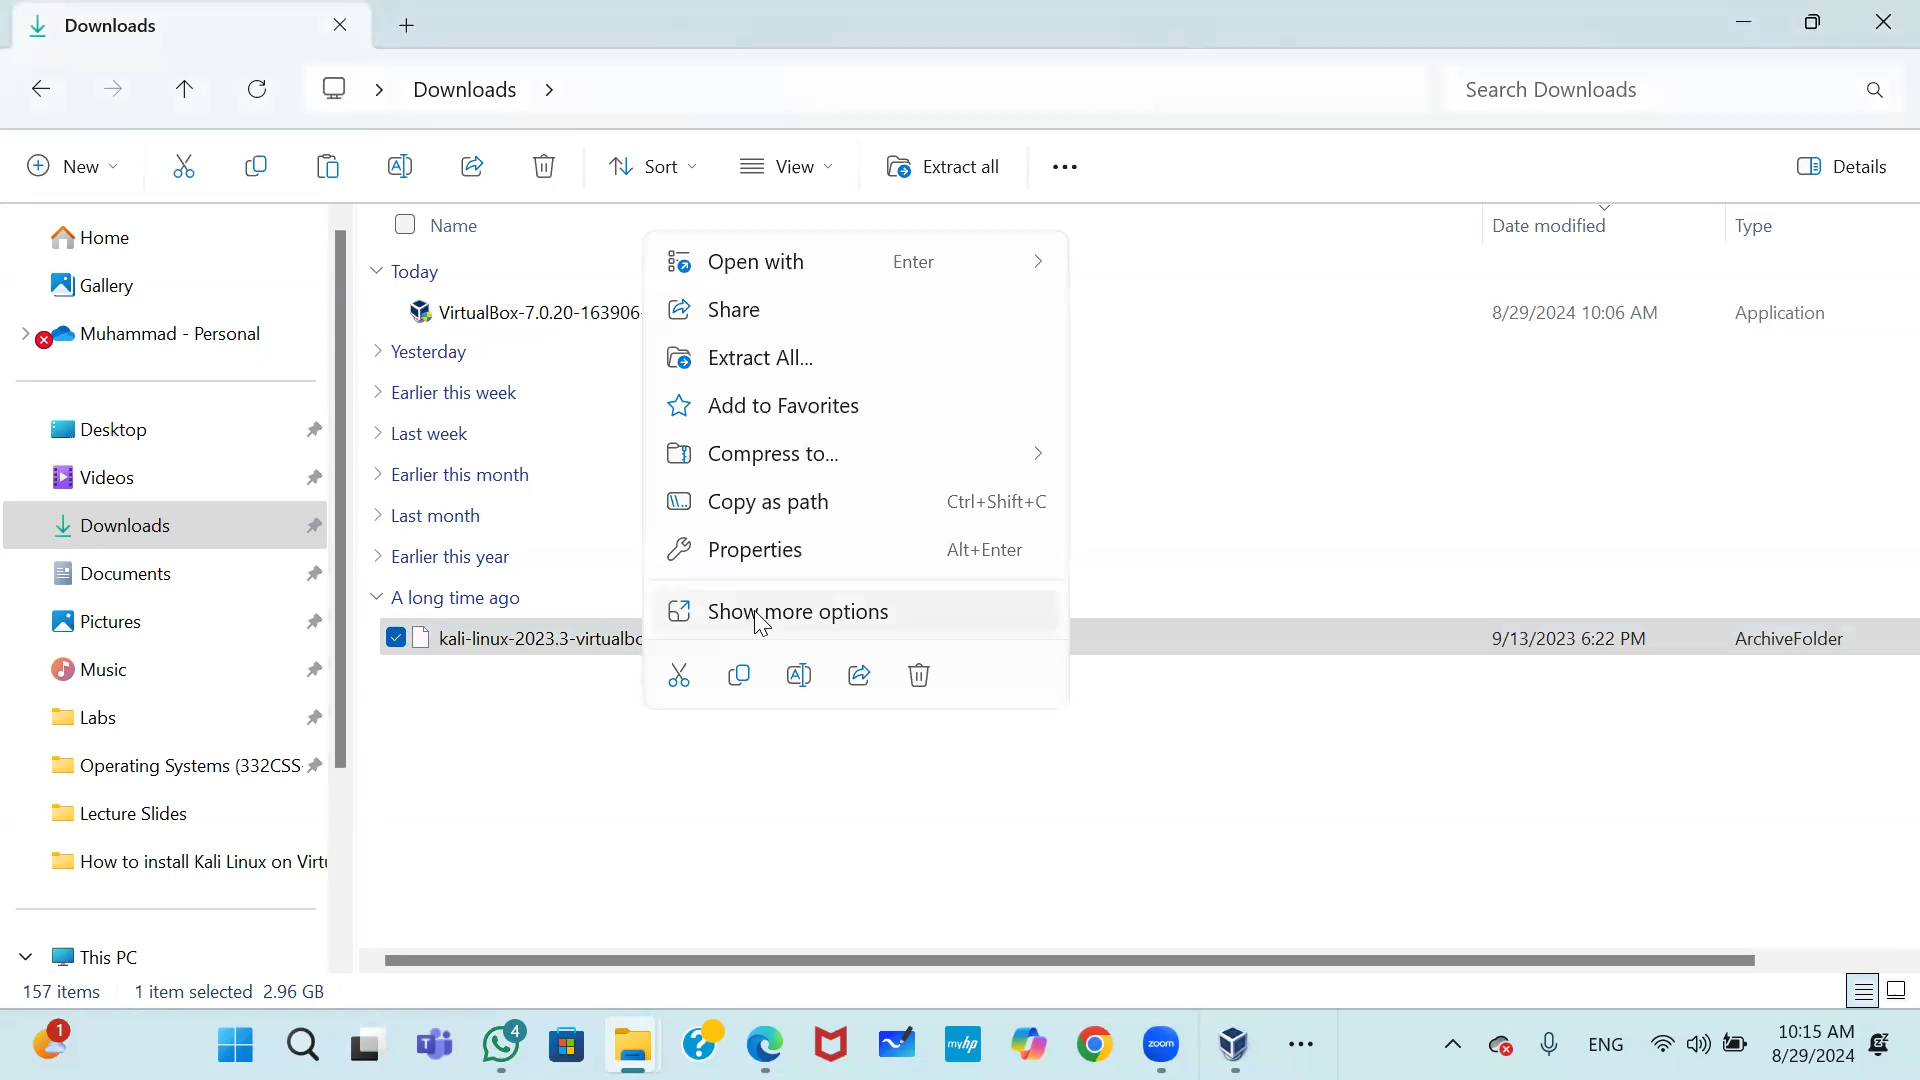 Downloads
Downloads
Search Downloads
New
Sort
View
Extract all
Details
Home
Gallery
Muhammad - Personal
Desktop
Videos
Downloads
Documents
Pictures
Music
Labs
Operating Systems (332CSS-
Lecture Slides
How to install Kali Linux on Virtu
This PC
Name
Date modified
Type
Today
VirtualBox-7.0.20-163906-
8/29/2024 10:06 AM
Application
Yesterday
Earlier this week
Last week
Earlier this month
Last month
Earlier this year
A long time ago
kali-linux-2023.3-virtualbo
9/13/2023 6:22 PM
ArchiveFolder
Open with
Enter
Share
Extract All...
Add to Favorites
Compress to...
Copy as path
Ctrl+Shift+C
Properties
Alt+Enter
Show more options
157 items
1 item selected 2.96 GB
1
4
myhp
zoom
ENG
10:15 AM
8/29/2024